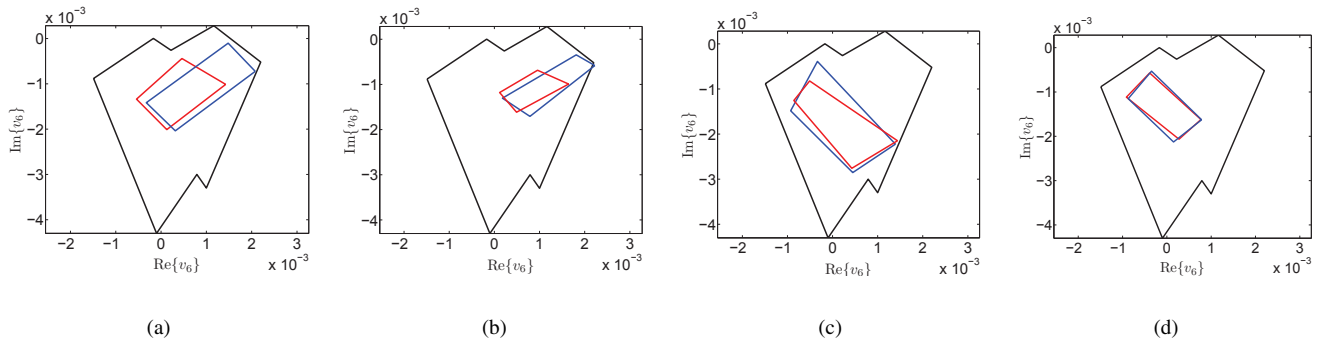 x 10⁻³
0
−1
−2
−3
−4
Im{v₆}
−2 −1 0 1 2 3
Re{v₆}
x 10⁻³
(a)
x 10⁻³
0
−1
−2
−3
−4
Im{v₆}
−2 −1 0 1 2 3
Re{v₆}
x 10⁻³
(b)
x 10⁻³
0
−1
−2
−3
−4
Im{v₆}
−2 −1 0 1 2 3
Re{v₆}
x 10⁻³
(c)
x 10⁻³
0
−1
−2
−3
−4
Im{v₆}
−2 −1 0 1 2 3
Re{v₆}
x 10⁻³
(d)